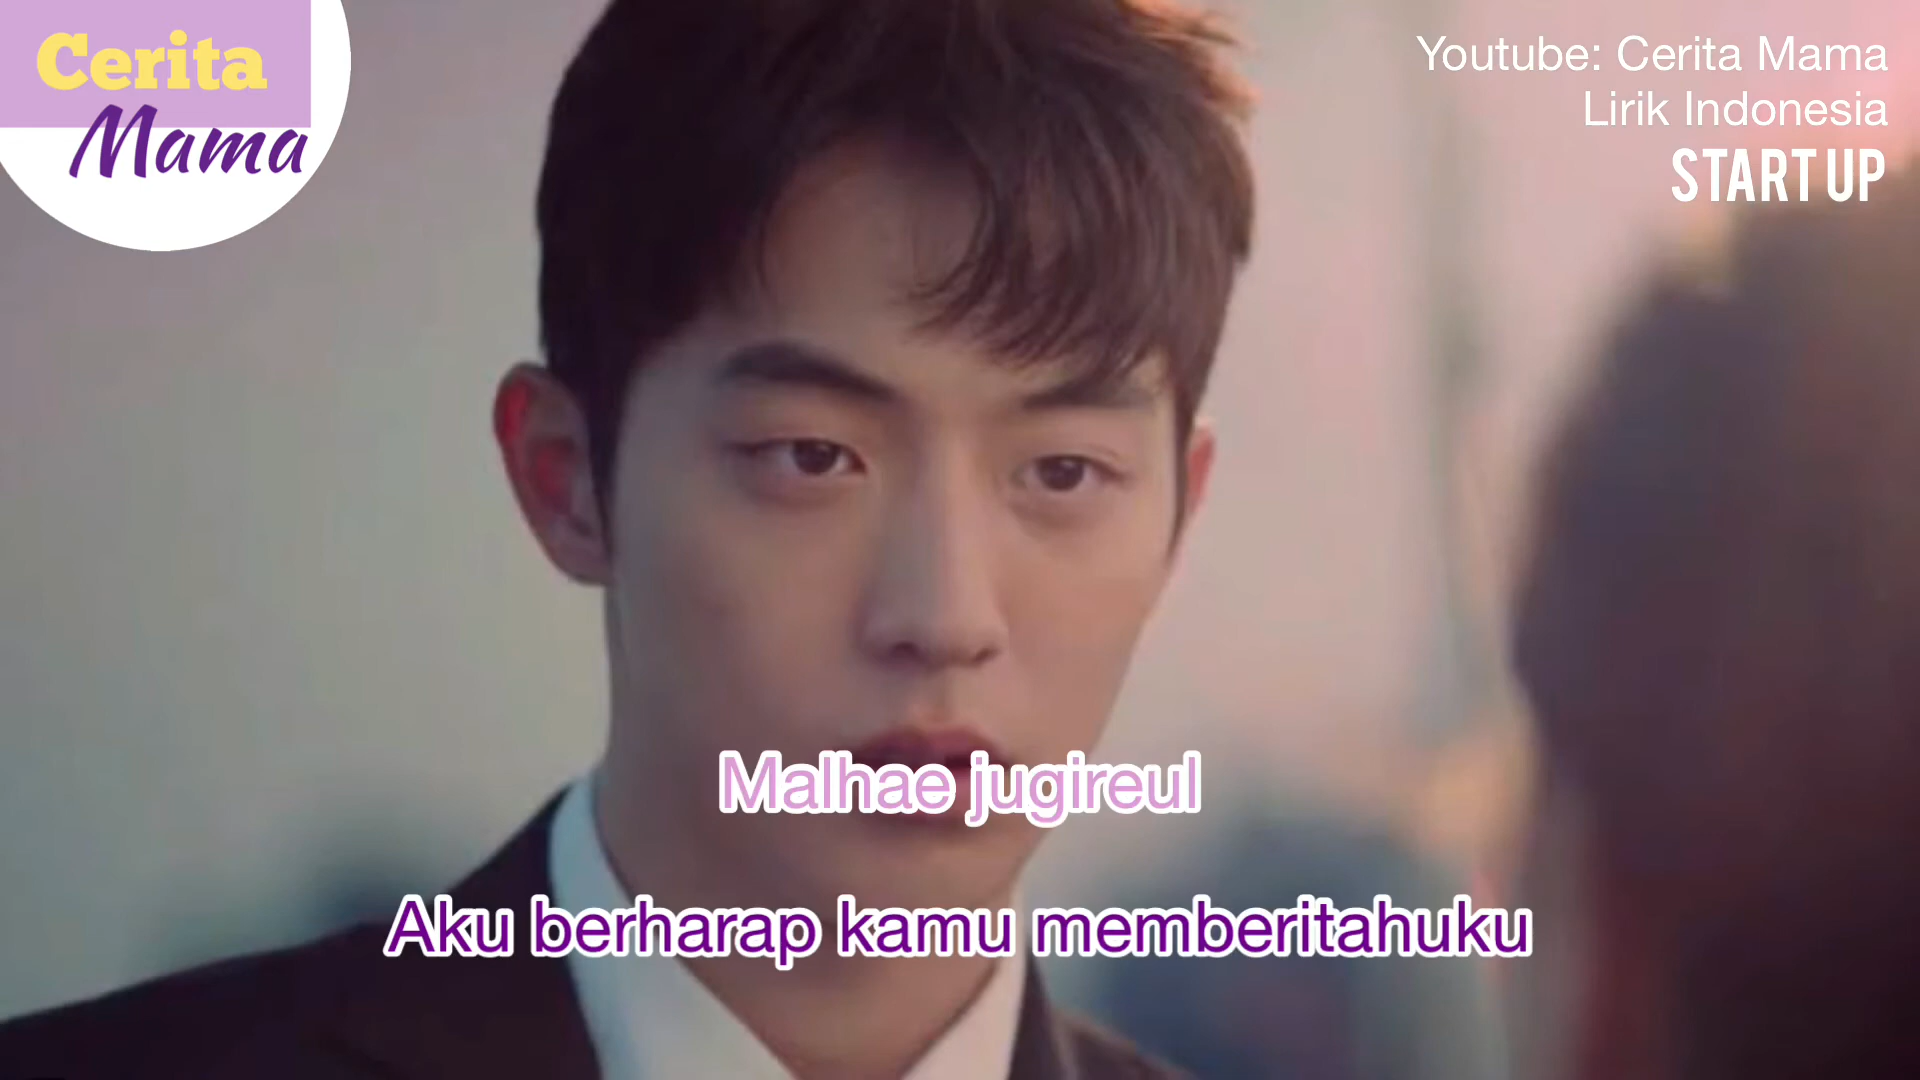 Cerita
Mama
Youtube: Cerita Mama
Lirik Indonesia
START UP
Malhae jugireul
Aku berharap kamu memberitahuku